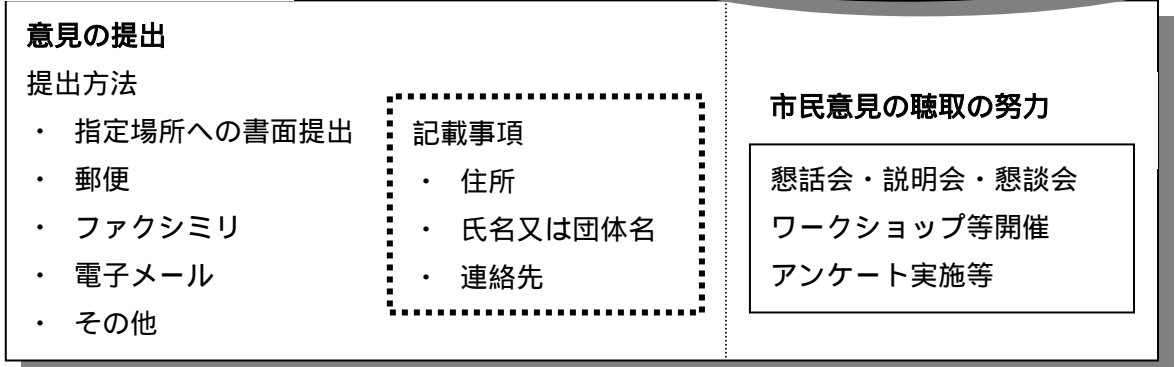 意見の提出
提出方法
・ 指定場所への書面提出
・ 郵便
・ ファクシミリ
・ 電子メール
・ その他
記載事項
・ 住所
・ 氏名又は団体名
・ 連絡先
市民意見の聴取の努力
懇話会・説明会・懇談会
ワークショップ等開催
アンケート実施等